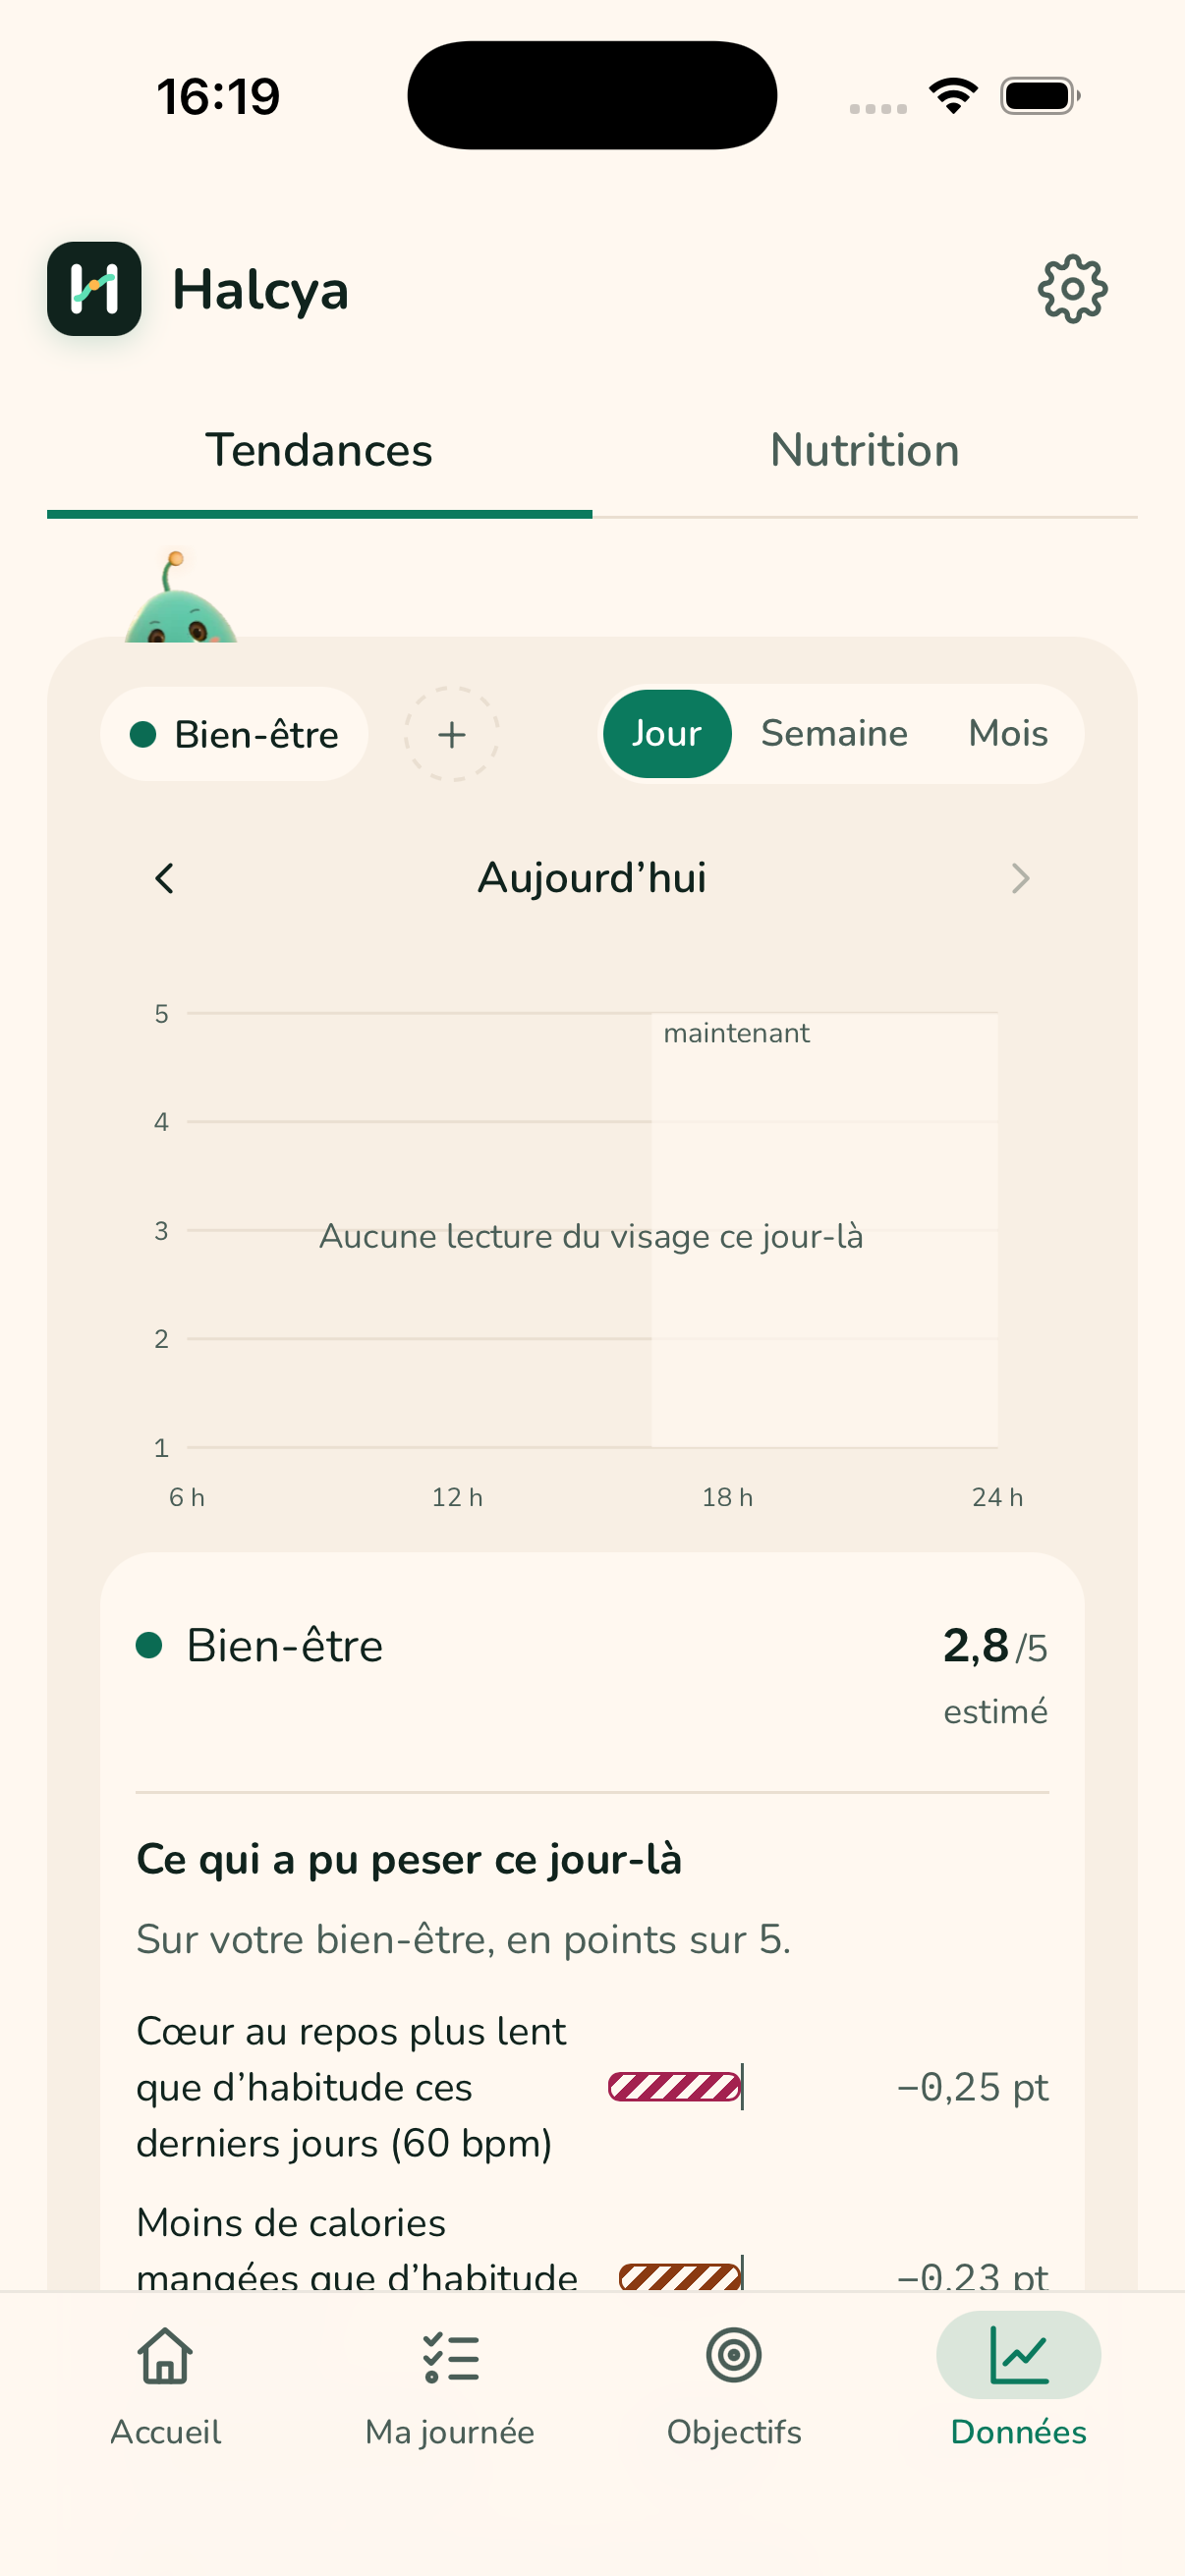 16:19
Halcya
Tendances
Nutrition
Bien-être
+
Jour
Semaine
Mois
Aujourd’hui
5
maintenant
4
3
Aucune lecture du visage ce jour-là
2
1
6 h
12 h
18 h
24 h
Bien-être
2,8/5
estimé
Ce qui a pu peser ce jour-là
Sur votre bien-être, en points sur 5.
Cœur au repos plus lent
que d’habitude ces
derniers jours (60 bpm)
−0,25 pt
Moins de calories
mangées que d’habitude
−0,23 pt
Accueil
Ma journée
Objectifs
Données